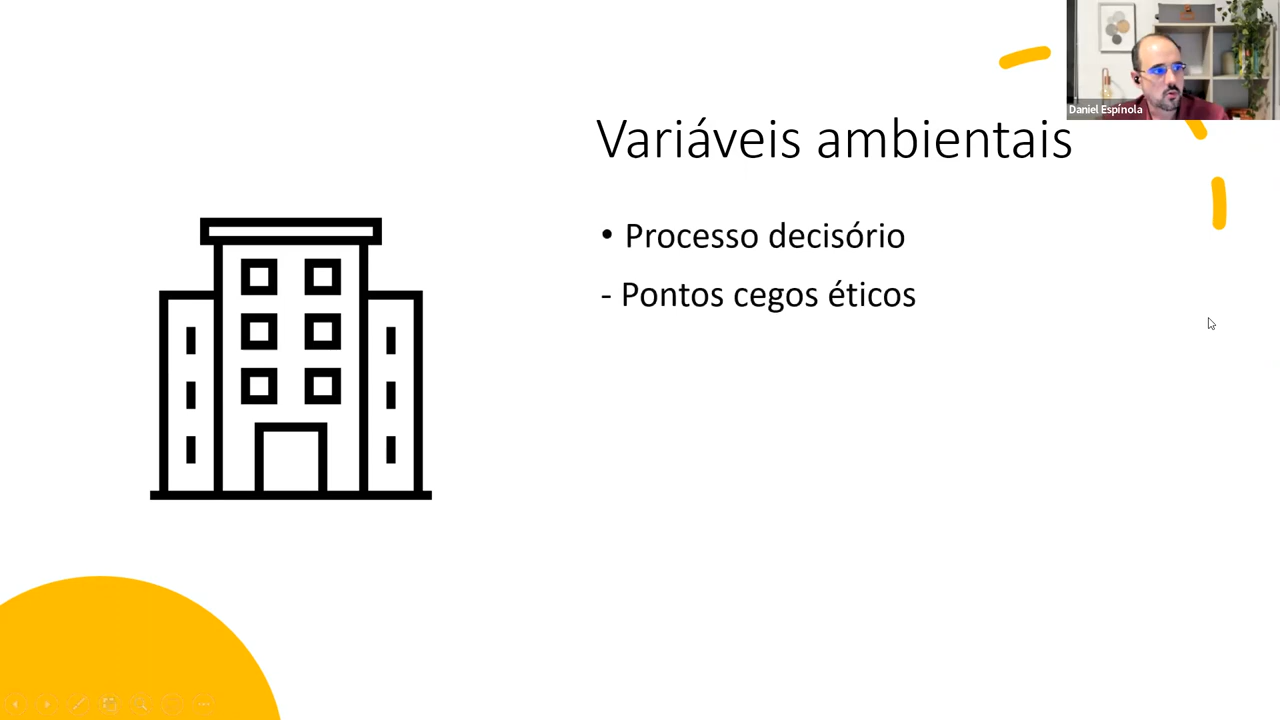 Daniel Espínola
Variáveis ambientais
• Processo decisório
- Pontos cegos éticos